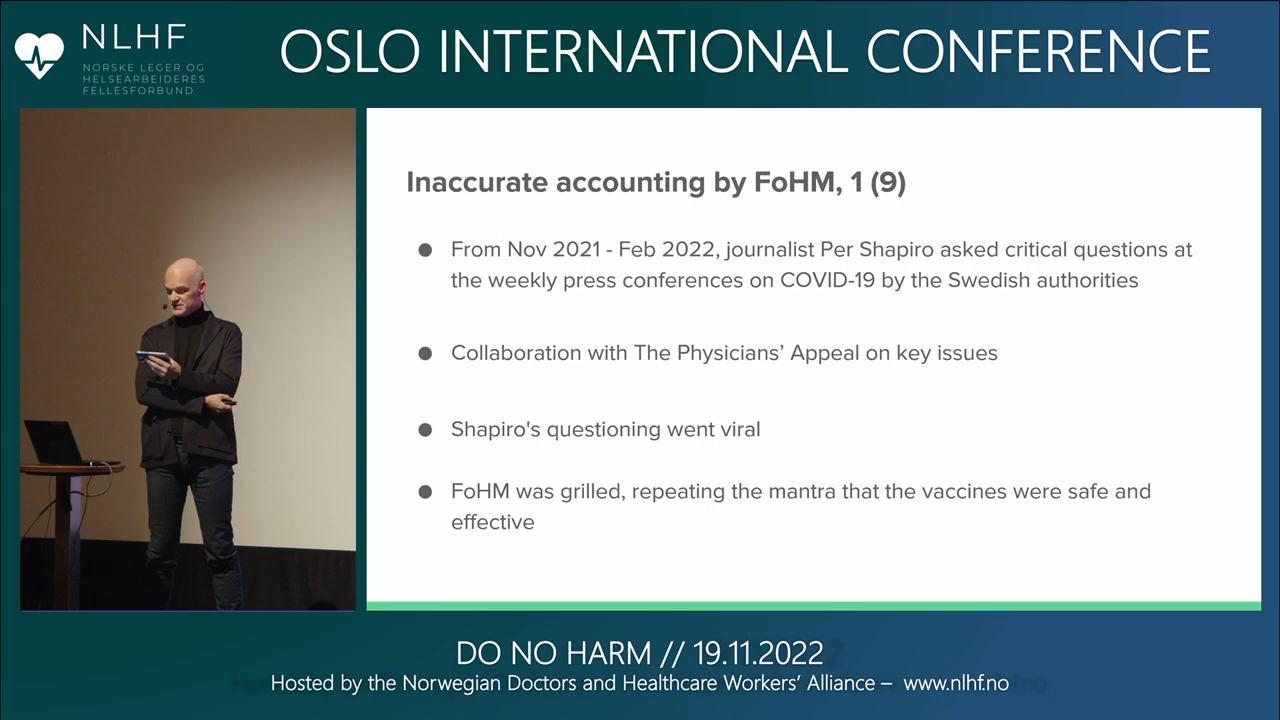 NLHF
NORSKE LEGER OG
HELSEARBEIDERES
FELLESFORBUND
OSLO INTERNATIONAL CONFERENCE
Inaccurate accounting by FoHM, 1 (9)
● From Nov 2021 - Feb 2022, journalist Per Shapiro asked critical questions at
the weekly press conferences on COVID-19 by the Swedish authorities
● Collaboration with The Physicians’ Appeal on key issues
● Shapiro's questioning went viral
● FoHM was grilled, repeating the mantra that the vaccines were safe and
effective
DO NO HARM // 19.11.2022
Hosted by the Norwegian Doctors and Healthcare Workers’ Alliance – www.nlhf.no